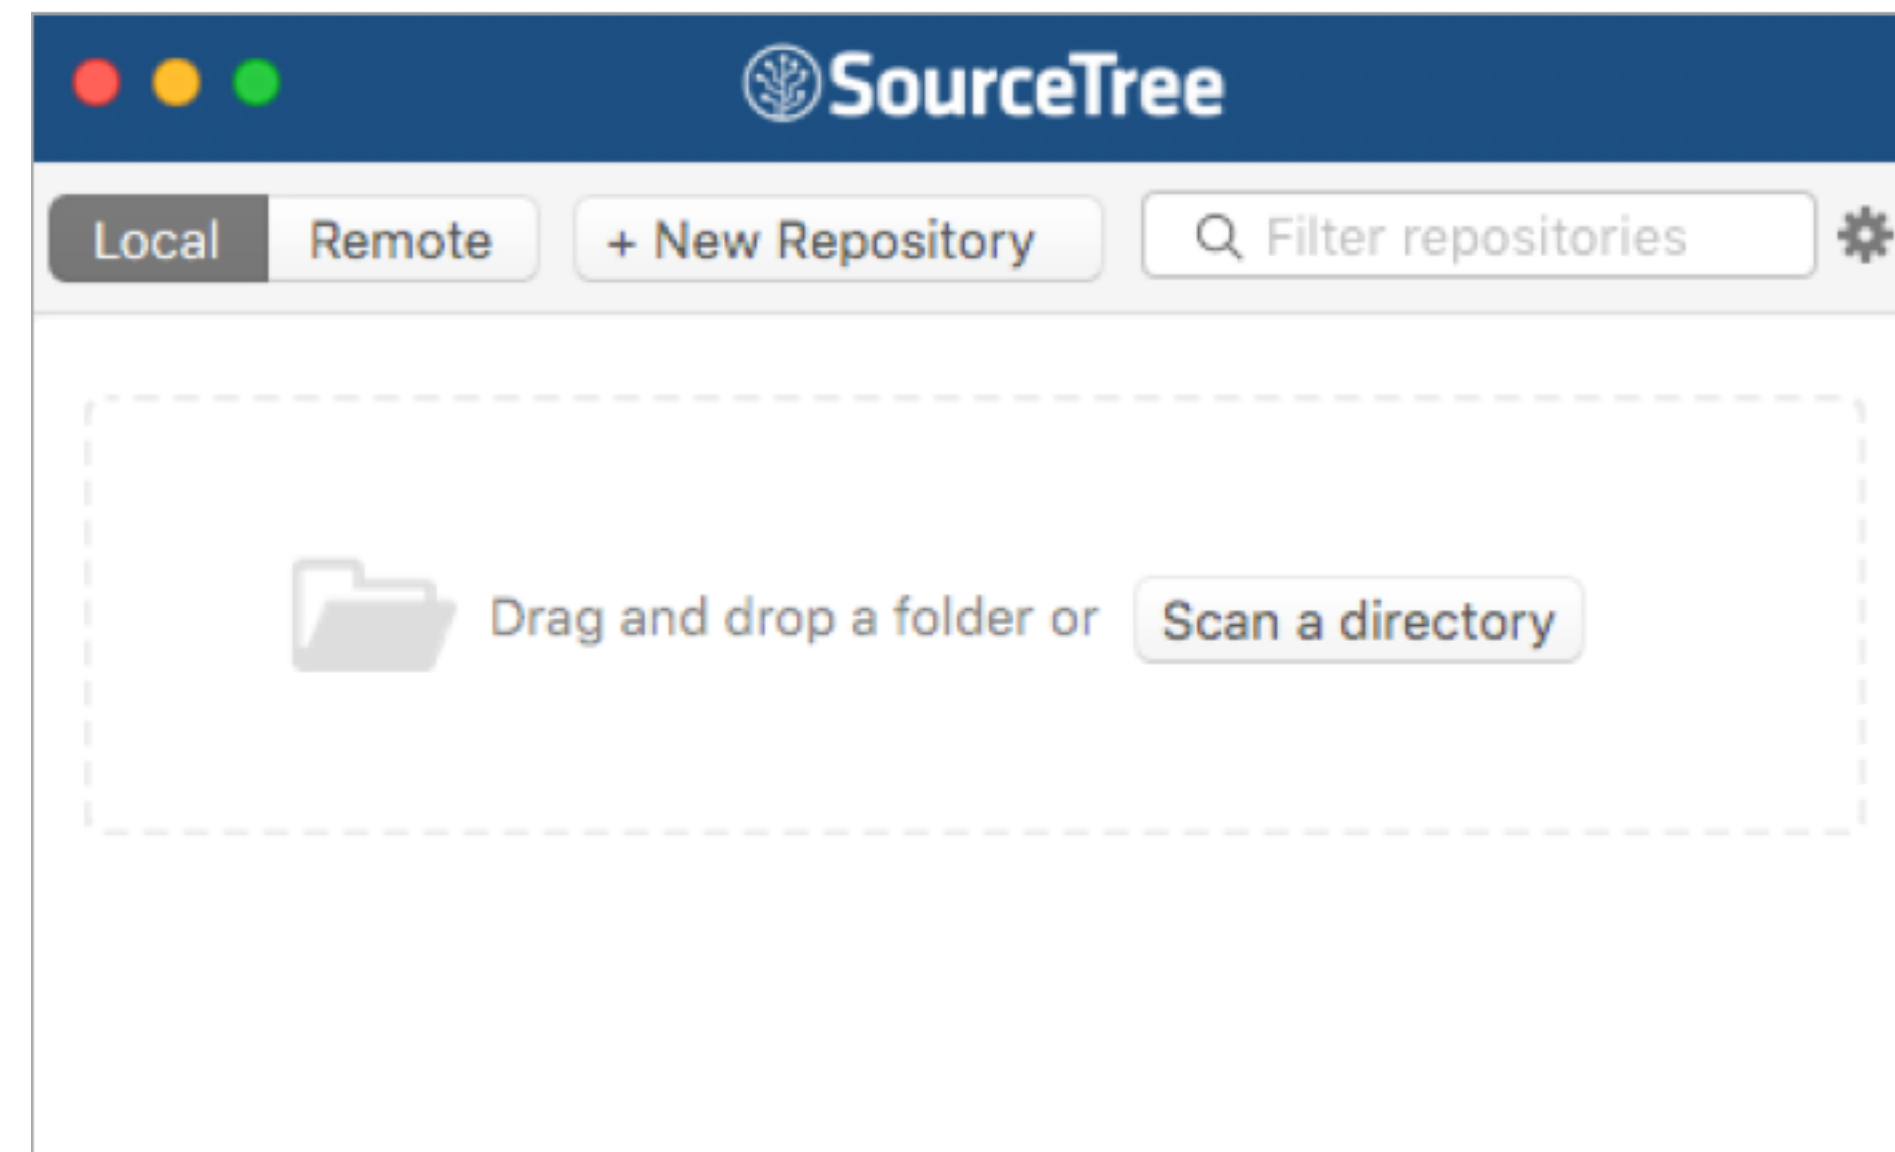 SourceTree
Local Remote + New Repository Filter repositories
Drag and drop a folder or Scan a directory